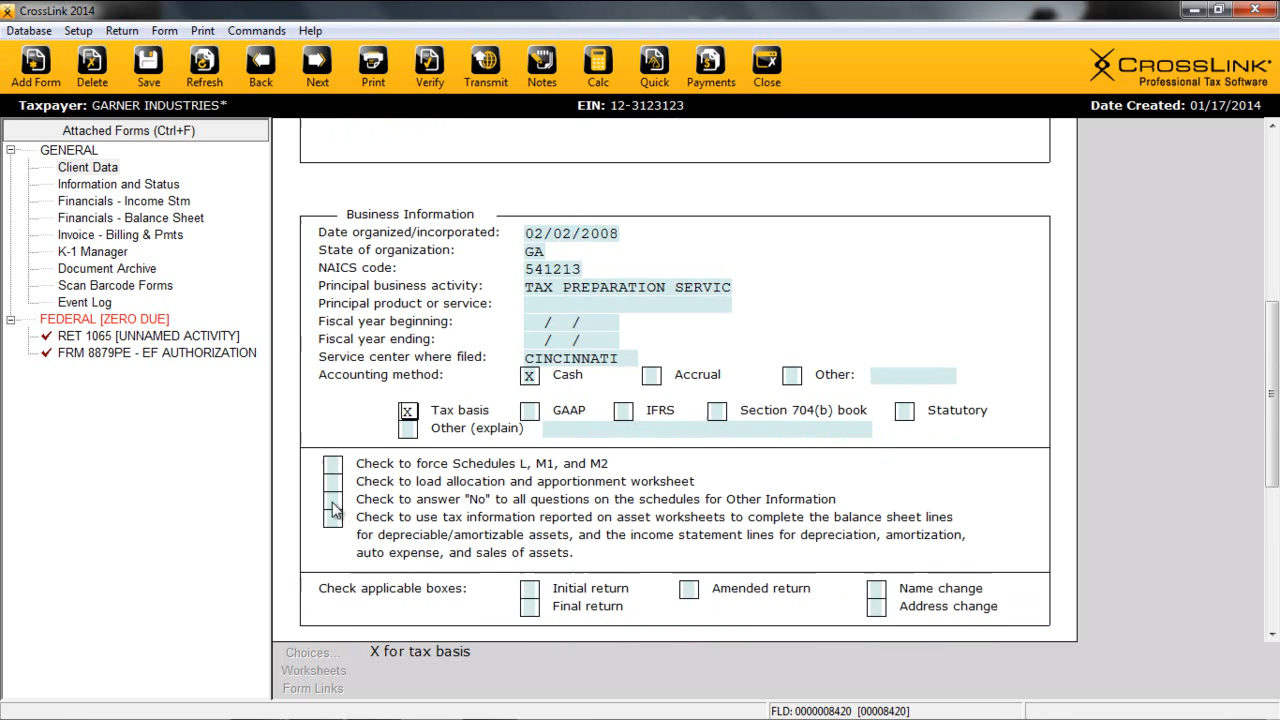 CrossLink 2014
Database Setup Return Form Print Commands Help
Add Form Delete Save Refresh Back Next Print Verify Transmit Notes Calc Quick Payments Close
CROSSLINK
Professional Tax Software
Taxpayer: GARNER INDUSTRIES* EIN: 12-3123123 Date Created: 01/17/2014
Attached Forms (Ctrl+F)
GENERAL
Client Data
Information and Status
Financials - Income Stm
Financials - Balance Sheet
Invoice - Billing & Pmts
K-1 Manager
Document Archive
Scan Barcode Forms
Event Log
FEDERAL [ZERO DUE]
RET 1065 [UNNAMED ACTIVITY]
FRM 8879PE - EF AUTHORIZATION
Business Information
Date organized/incorporated: 02/02/2008
State of organization: GA
NAICS code: 541213
Principal business activity: TAX PREPARATION SERVIC
Principal product or service:
Fiscal year beginning: / /
Fiscal year ending: / /
Service center where filed: CINCINNATI
Accounting method: X Cash Accrual Other:
X Tax basis GAAP IFRS Section 704(b) book Statutory
Other (explain)
Check to force Schedules L, M1, and M2
Check to load allocation and apportionment worksheet
Check to answer "No" to all questions on the schedules for Other Information
Check to use tax information reported on asset worksheets to complete the balance sheet lines
for depreciable/amortizable assets, and the income statement lines for depreciation, amortization,
auto expense, and sales of assets.
Check applicable boxes: Initial return Amended return Name change
Final return Address change
Choices... X for tax basis
Worksheets
Form Links
FLD: 0000008420 [00008420]